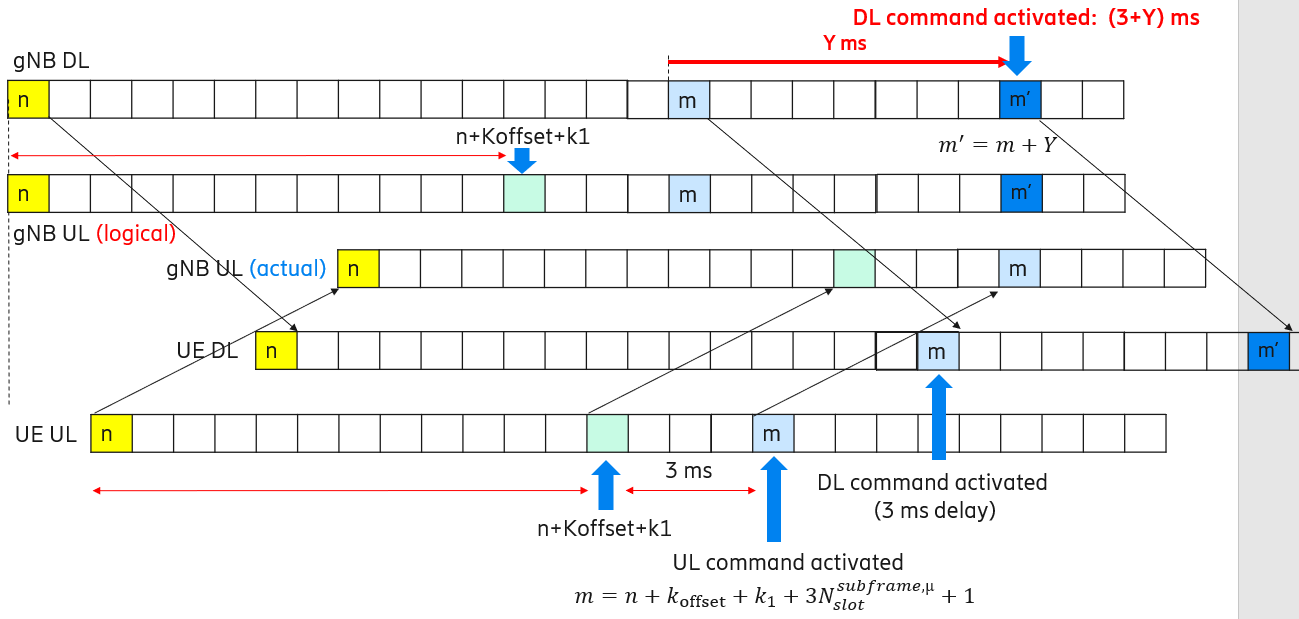 DL command activated: (3+Y) ms
Y ms
gNB DL
n
m
m'
n+Koffset+k1
m' = m + Y
n
m
m'
gNB UL (logical)
gNB UL (actual)
n
m
UE DL
n
m
m'
UE UL
n
m
3 ms
n+Koffset+k1
DL command activated
(3 ms delay)
UL command activated
m = n + k_offset + k_1 + 3N_slot^subframe,μ + 1